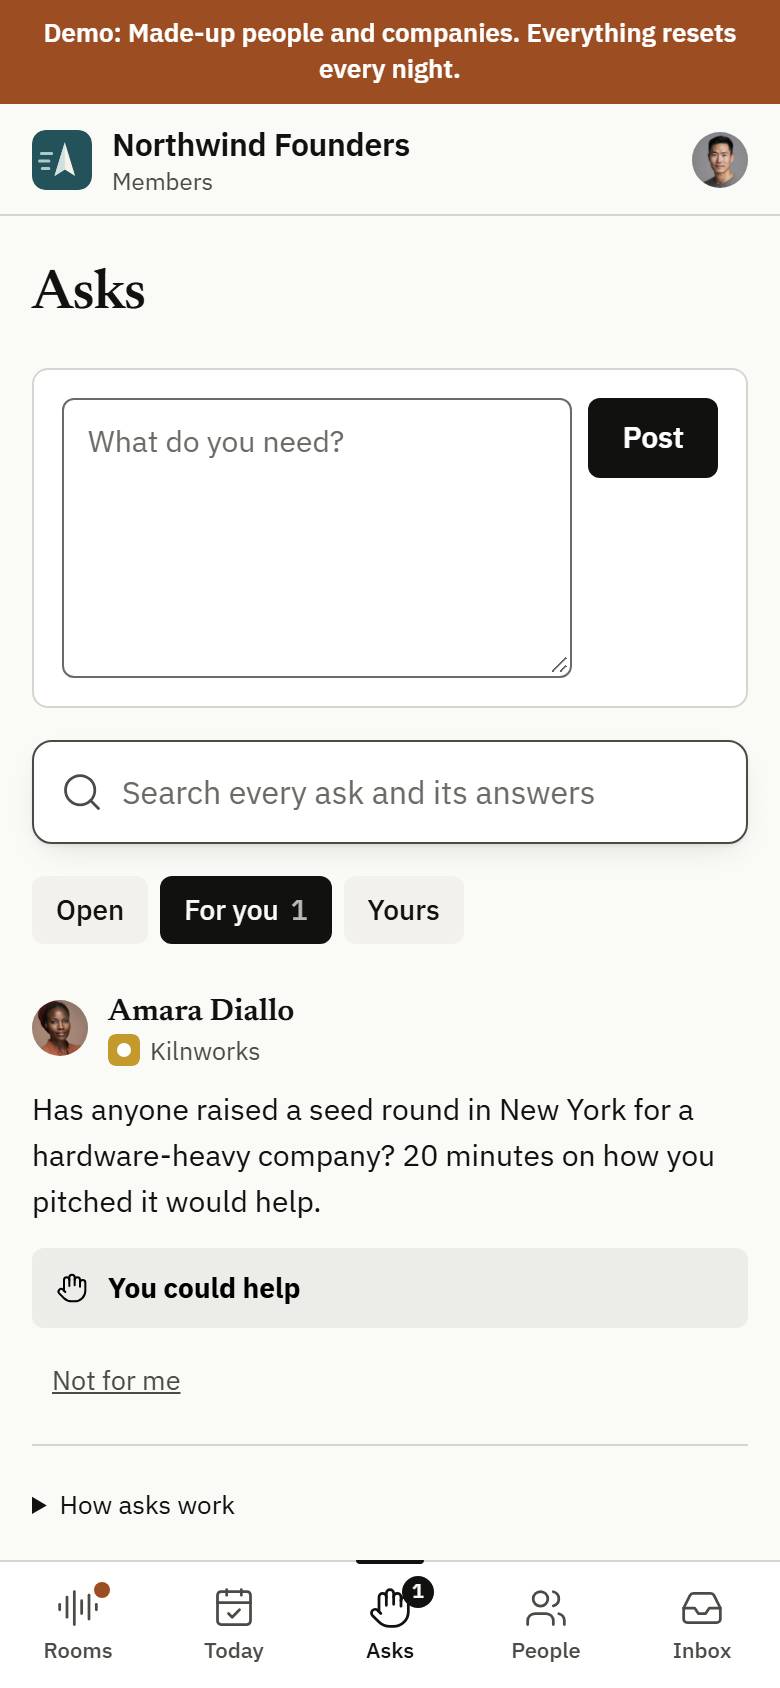 Demo: Made-up people and companies. Everything resets
every night.
Northwind Founders
Members
Asks
What do you need?
Post
Search every ask and its answers
Open
For you 1
Yours
Amara Diallo
Kilnworks
Has anyone raised a seed round in New York for a
hardware-heavy company? 20 minutes on how you
pitched it would help.
You could help
Not for me
How asks work
1
Rooms
Today
Asks
People
Inbox